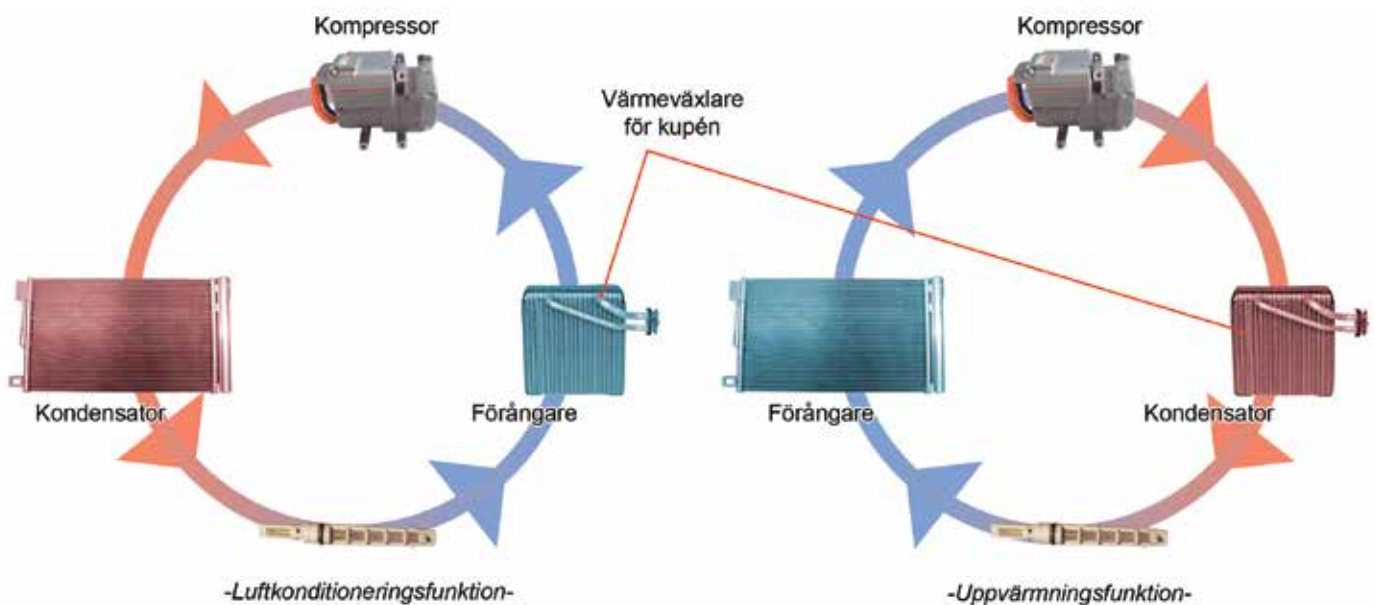 Kompressor
Kompressor
Värmeväxlare
för kupén
Kondensator
Förångare
Förångare
Kondensator
-Luftkonditioneringsfunktion-
-Uppvärmningsfunktion-